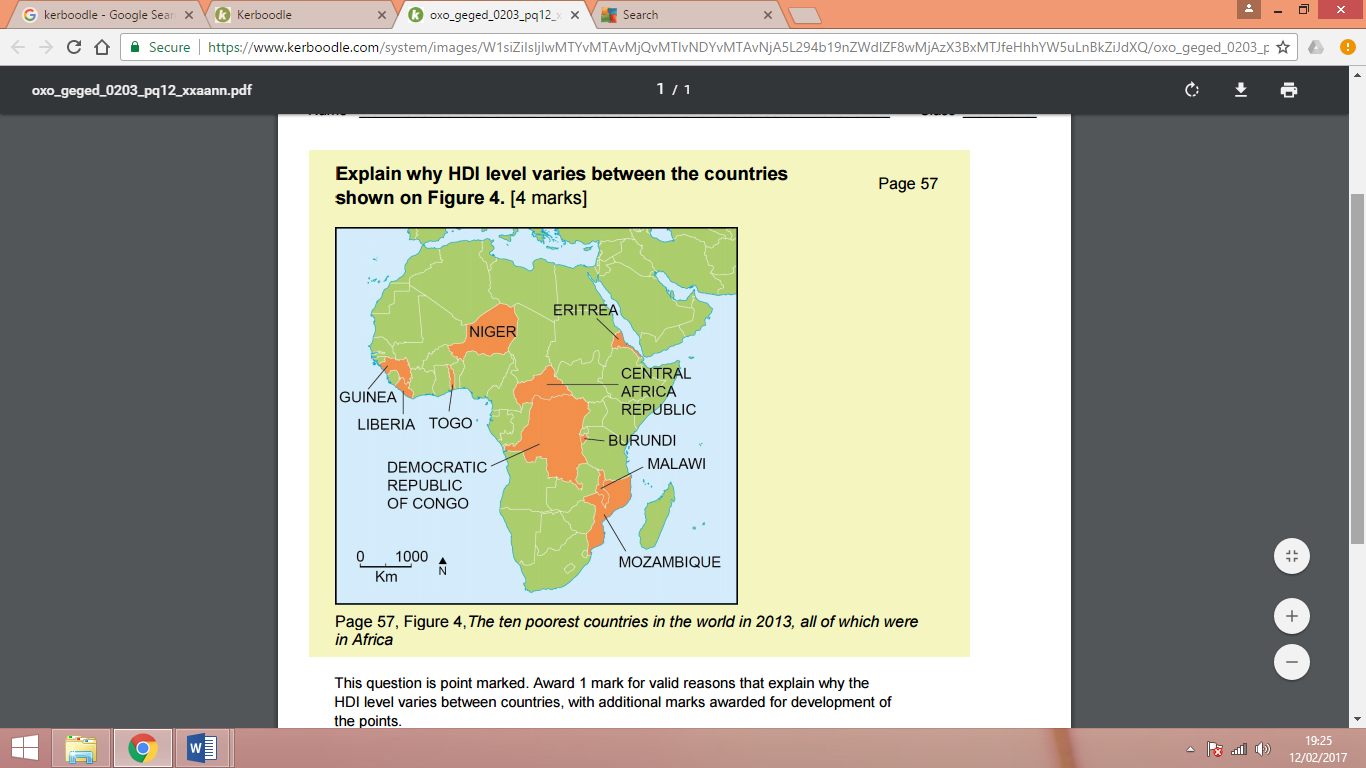 kerboodle - Google Sear
Kerboodle
oxo_geged_0203_pq12_x
Search
Secure
https://www.kerboodle.com/system/images/W1siZiIsIjIwMTYvMTAvMjQvMTIvNDYvMTAvNjA5L294b19nZWdlZF8wMjAzX3BxMTJfeHhhYW5uLnBkZiJdXQ/oxo_geged_0203_p
oxo_geged_0203_pq12_xxaann.pdf
1 / 1
Explain why HDI level varies between the countries
shown on Figure 4. [4 marks]
Page 57
ERITREA
NIGER
CENTRAL
AFRICA
REPUBLIC
GUINEA
LIBERIA
TOGO
BURUNDI
MALAWI
DEMOCRATIC
REPUBLIC
OF CONGO
MOZAMBIQUE
0 1000
Km
N
Page 57, Figure 4, The ten poorest countries in the world in 2013, all of which were
in Africa
This question is point marked. Award 1 mark for valid reasons that explain why the
HDI level varies between countries, with additional marks awarded for development of
the points.
19:25
12/02/2017